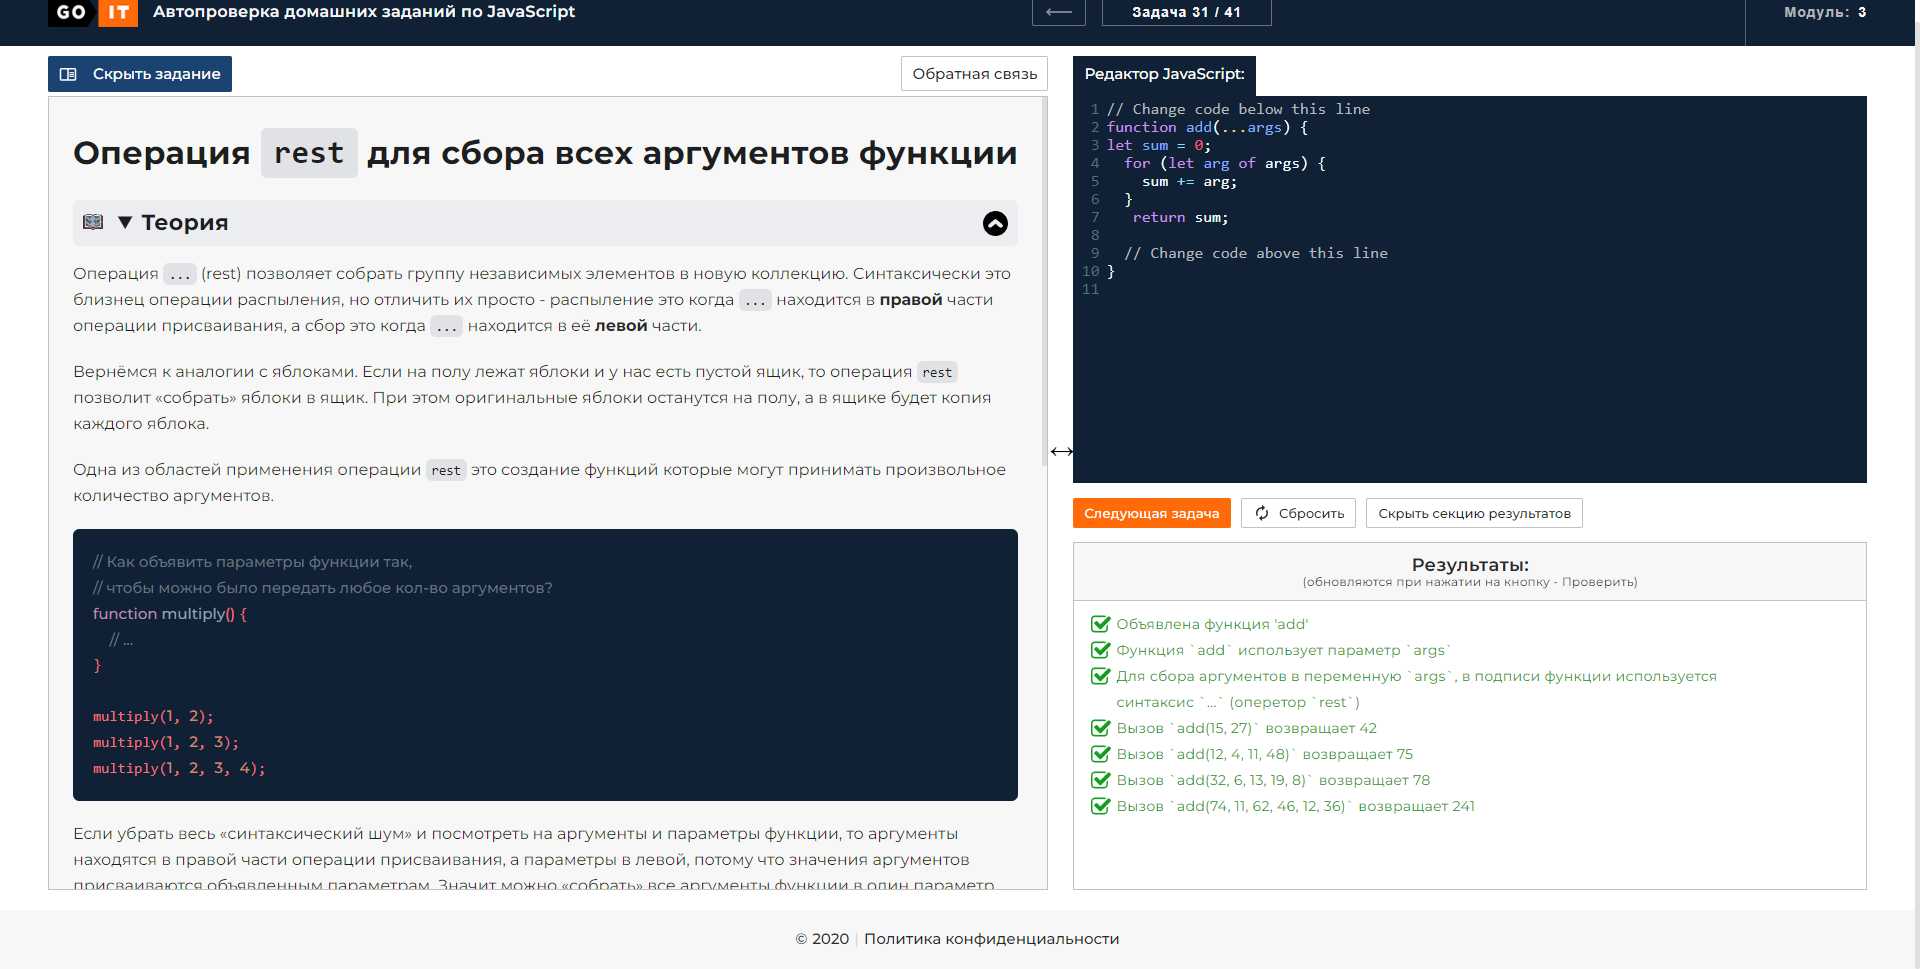 GO IT Автопроверка домашних заданий по JavaScript
Задача 31 / 41
Модуль: 3
Скрыть задание
Обратная связь
Операция rest для сбора всех аргументов функции
Теория
Операция ... (rest) позволяет собрать группу независимых элементов в новую коллекцию. Синтаксически это
близнец операции распыления, но отличить их просто - распыление это когда ... находится в правой части
операции присваивания, а сбор это когда ... находится в её левой части.
Вернёмся к аналогии с яблоками. Если на полу лежат яблоки и у нас есть пустой ящик, то операция rest
позволит «собрать» яблоки в ящик. При этом оригинальные яблоки останутся на полу, а в ящике будет копия
каждого яблока.
Одна из областей применения операции rest это создание функций которые могут принимать произвольное
количество аргументов.
// Как объявить параметры функции так,
// чтобы можно было передать любое кол-во аргументов?
function multiply() {
// ...
}
multiply(1, 2);
multiply(1, 2, 3);
multiply(1, 2, 3, 4);
Если убрать весь «синтаксический шум» и посмотреть на аргументы и параметры функции, то аргументы
находятся в правой части операции присваивания, а параметры в левой, потому что значения аргументов
присваиваются объявленным параметрам. Значит можно «собрать» все аргументы функции в один параметр
Редактор JavaScript:
1 // Change code below this line
2 function add(...args) {
3 let sum = 0;
4 for (let arg of args) {
5 sum += arg;
6 }
7 return sum;
8
9 // Change code above this line
10 }
11
Следующая задача
Сбросить
Скрыть секцию результатов
Результаты:
(обновляются при нажатии на кнопку - Проверить)
Объявлена функция 'add'
Функция `add` использует параметр `args`
Для сбора аргументов в переменную `args`, в подписи функции используется
синтаксис `...` (оперетор `rest`)
Вызов `add(15, 27)` возвращает 42
Вызов `add(12, 4, 11, 48)` возвращает 75
Вызов `add(32, 6, 13, 19, 8)` возвращает 78
Вызов `add(74, 11, 62, 46, 12, 36)` возвращает 241
© 2020 | Политика конфиденциальности